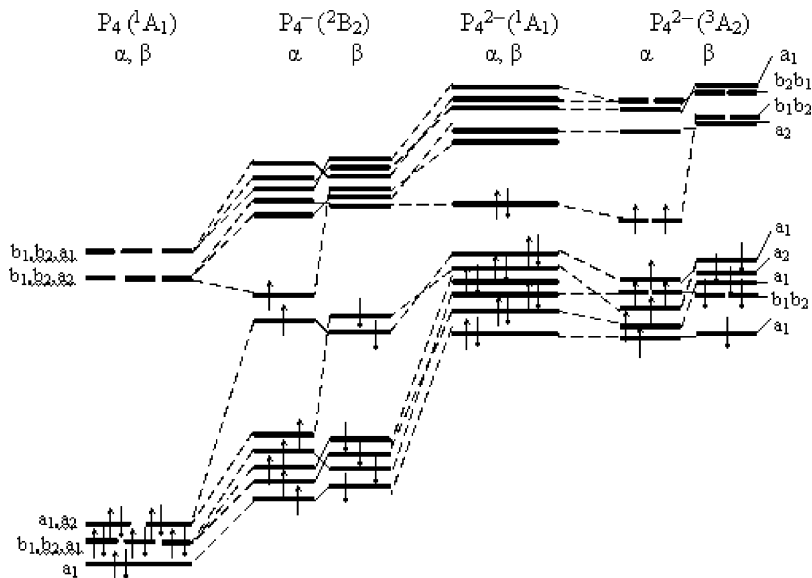 P₄ (¹A₁) P₄⁻ (²B₂) P₄²⁻ (¹A₁) P₄²⁻ (³A₂)
α, β α β α, β α β
a₁
b₂b₁
b₁b₂
a₂
b₁,b₂,a₁
b₁,b₂,a₂
a₁
a₂
a₁
b₁b₂
a₁
a₁,a₂
b₁,b₂,a₁
a₁